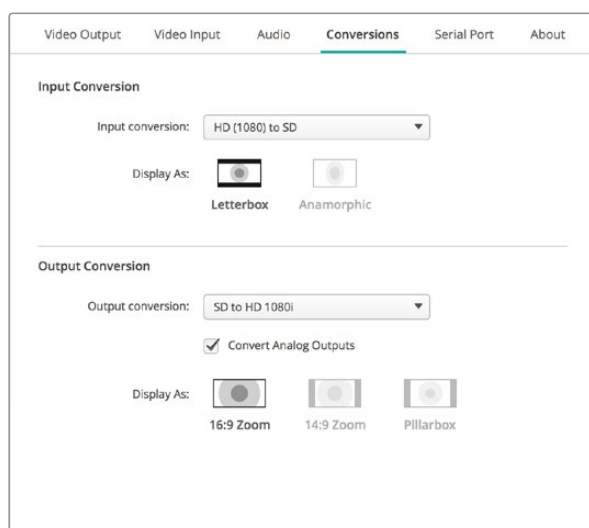 Video Output Video Input Audio Conversions Serial Port About
Input Conversion
Input conversion: HD (1080) to SD
Display As:
Letterbox Anamorphic
Output Conversion
Output conversion: SD to HD 1080i
Convert Analog Outputs
Display As:
16:9 Zoom 14:9 Zoom Pillarbox